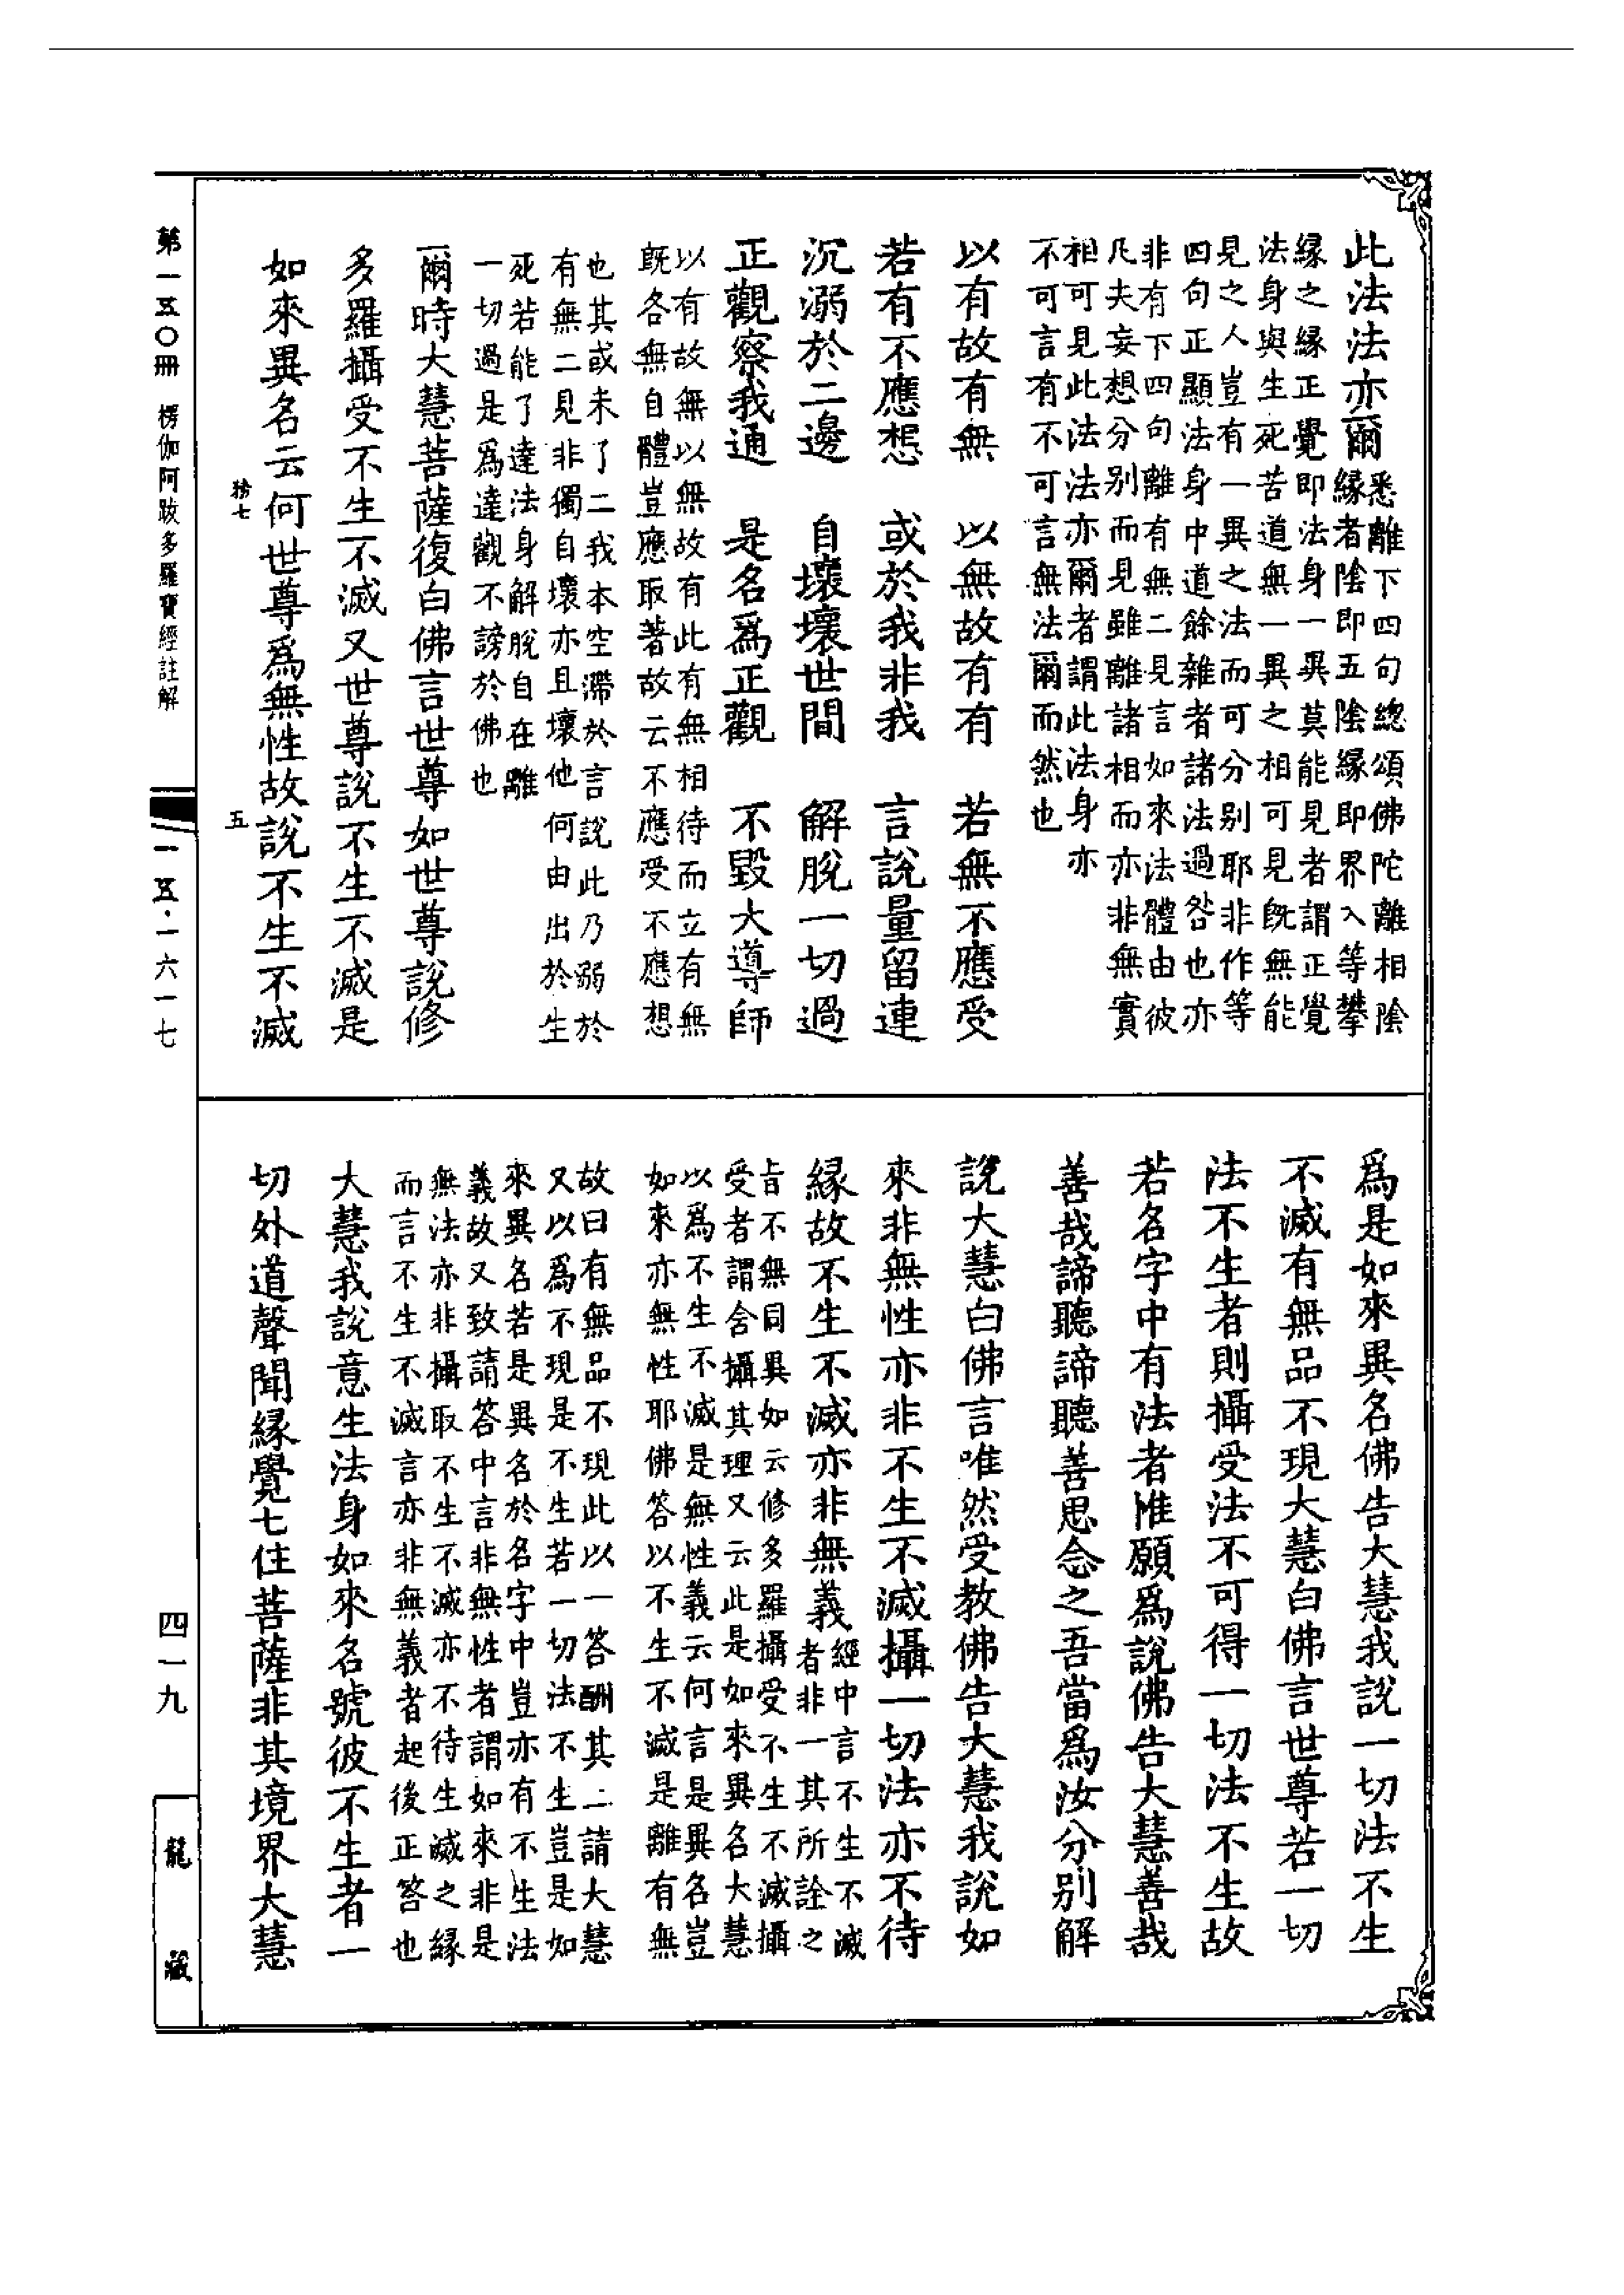 此法法亦爾
悉離下四句總頌佛陀離相陰
緣者陰即五陰緣即界入等攀
緣之緣正覺即法身一異莫能見者謂正覺
法身與生死苦道無一異之相可見既無能
見之人豈有一異之法而可分別耶非作等
四句正顯法身中道餘雜者諸法過咎也亦
非有下四句離有無二見言如來法體由彼
凡夫妄想分別而見雖離諸相而亦非無實
相可見此法法亦爾者謂此法身亦
不可言有不可言無法爾而然也
以有故有無　以無故有有　若無不應受
若有不應想　或於我非我　言說量留連
沉溺於二邊　自壞壞世間　解脫一切過
正觀察我通　是名爲正觀　不毀大導師
以有故無以無故有此有無相待而立有無
既各無自體豈應取著故云不應受不應想
也其或未了二我本空滯於言說此乃溺於
有無二見非獨自壞亦且壞他何由出於生
死若能了達法身解脫自在離
一切過是爲達觀不謗於佛也
爾時大慧菩薩復白佛言世尊如世尊說修
多羅攝受不生不滅又世尊說不生不滅是
如來異名云何世尊爲無性故說不生不滅
爲是如來異名佛告大慧我說一切法不生
不滅有無品不現大慧白佛言世尊若一切
法不生者則攝受法不可得一切法不生故
若名字中有法者惟願爲說佛告大慧善哉
善哉諦聽諦聽善思念之吾當爲汝分別解
說大慧白佛言唯然受教佛告大慧我說如
來非無性亦非不生不滅攝一切法亦不待
緣故不生不滅亦非無義
經中言不生不滅
者非一其所詮之
旨不無同異如云修多羅攝受不生不滅攝
受者謂含攝其理又云此是如來異名大慧
以爲不生不滅是無性義云何言是異名豈
如來亦無性耶佛答以不生不滅是離有無
故曰有無品不現此以一答酬其二請大慧
又以爲不現是不生若一切法不生豈是如
來異名若是異名於名字中豈亦有不生法
義故又致請答中言非無性者謂如來非是
無法亦非攝取不生不滅亦不待生滅之緣
而言不生不滅言亦非無義者起後正答也
大慧我說意生法身如來名號彼不生者一
切外道聲聞緣覺七住菩薩非其境界大慧
務七
五
第一五〇冊　楞伽阿跋多羅寶經註解
一五·一六一七
四一九
龍藏